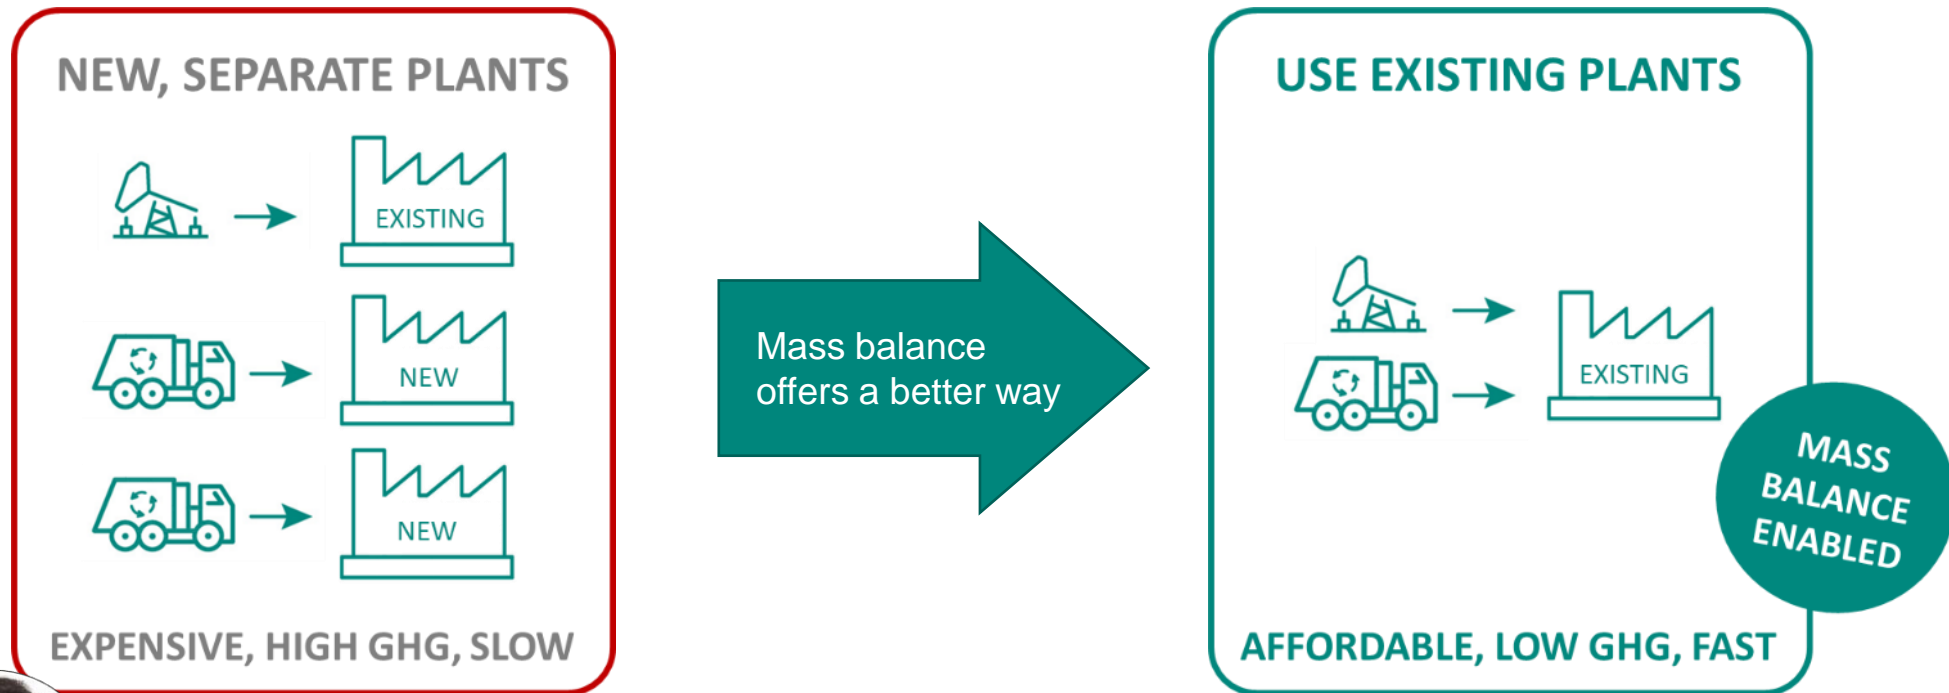 NEW, SEPARATE PLANTS
EXISTING
NEW
NEW
EXPENSIVE, HIGH GHG, SLOW
Mass balance
offers a better way
USE EXISTING PLANTS
EXISTING
MASS
BALANCE
ENABLED
AFFORDABLE, LOW GHG, FAST